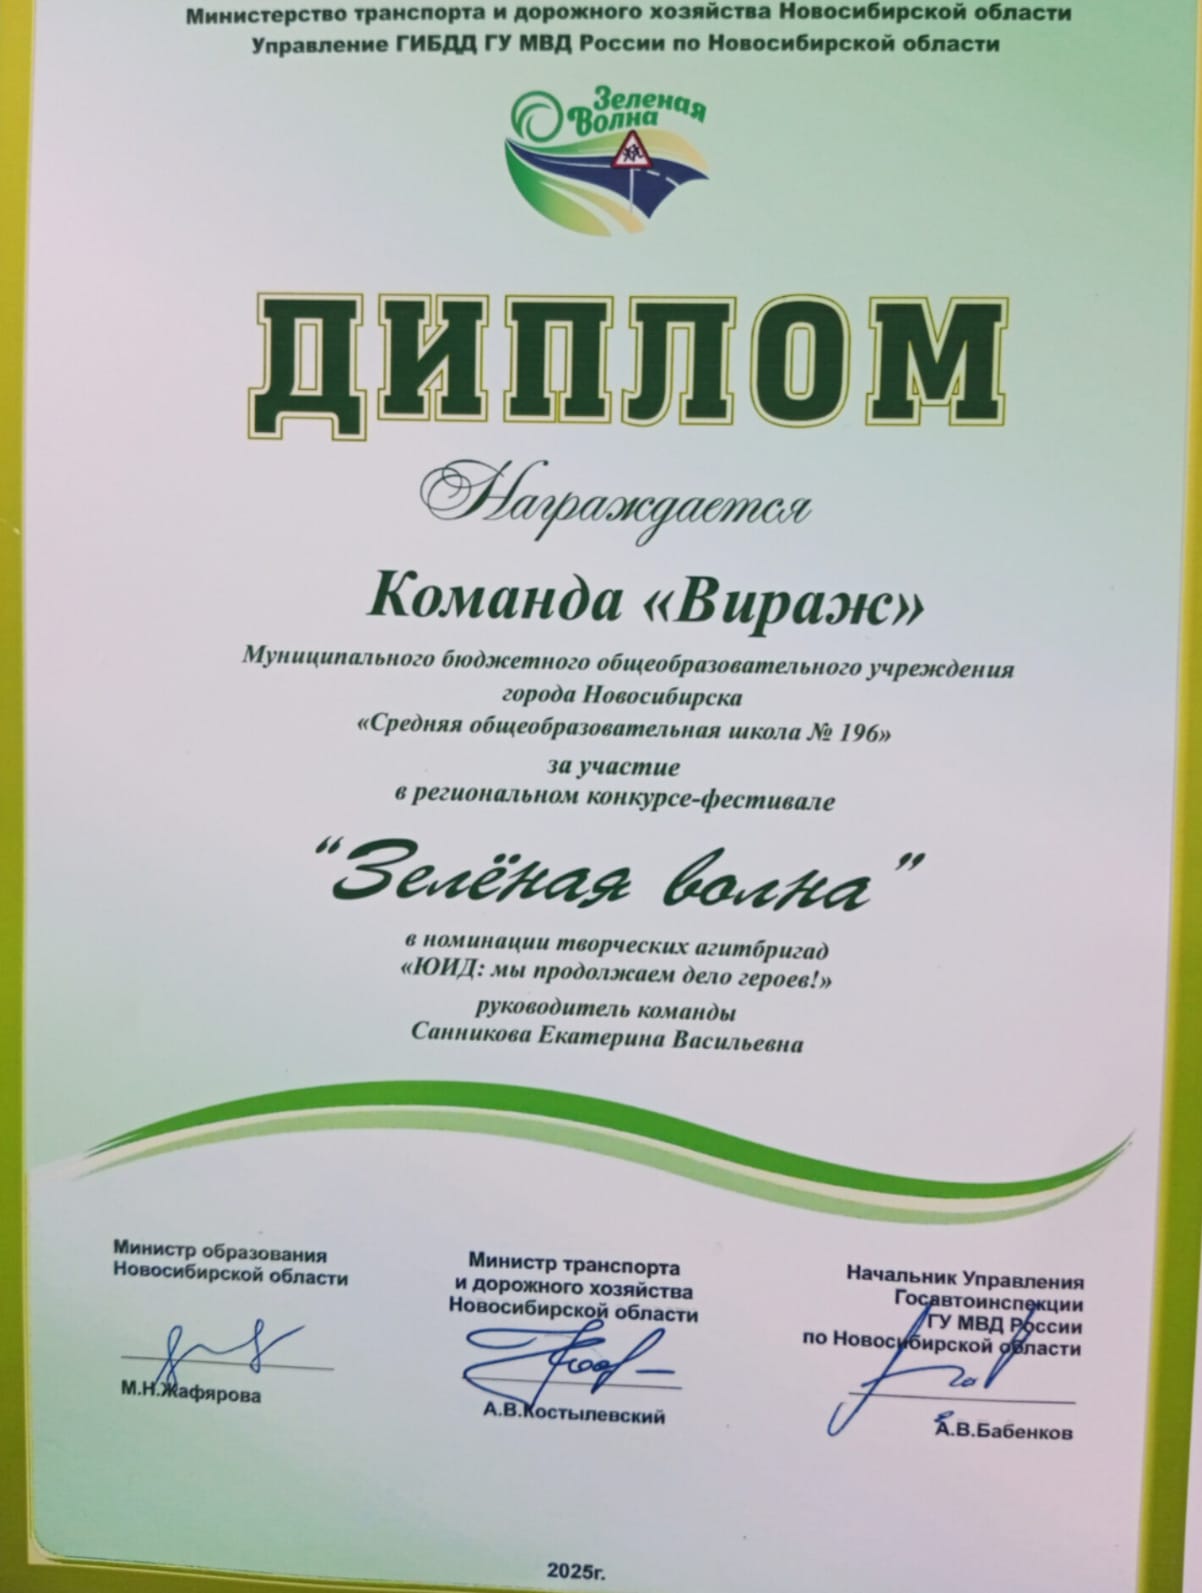 Министерство транспорта и дорожного хозяйства Новосибирской области
Управление ГИБДД ГУ МВД России по Новосибирской области
Зеленая
Волна
ДИПЛОМ
Награждается
Команда «Вираж»
Муниципального бюджетного общеобразовательного учреждения
города Новосибирска
«Средняя общеобразовательная школа № 196»
за участие
в региональном конкурсе-фестивале
“Зелёная волна”
в номинации творческих агитбригад
«ЮИД: мы продолжаем дело героев!»
руководитель команды
Санникова Екатерина Васильевна
Министр образования
Новосибирской области
М.Н.Жафярова
Министр транспорта
и дорожного хозяйства
Новосибирской области
А.В.Костылевский
Начальник Управления
Госавтоинспекции
ГУ МВД России
по Новосибирской области
А.В.Бабенков
2025г.